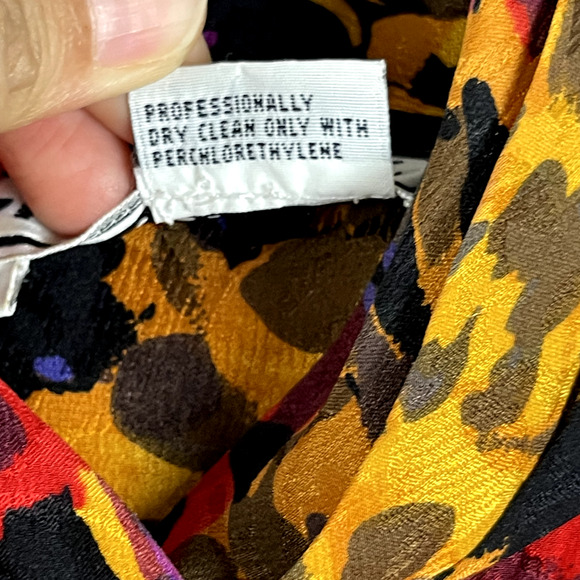 PROFESSIONALLY
DRY CLEAN ONLY WITH
PERCHLORETHYLENE